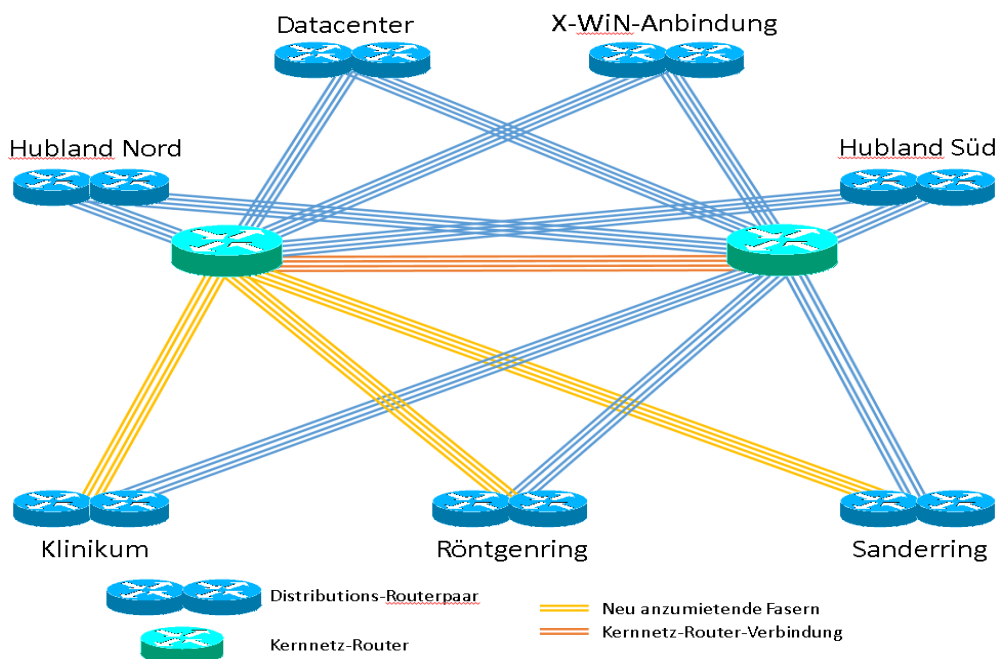 Datacenter
X-WiN-Anbindung
Hubland Nord
Hubland Süd
Klinikum
Röntgenring
Sanderring
Distributions-Routerpaar
Neu anzumietende Fasern
Kernnetz-Router
Kernnetz-Router-Verbindung